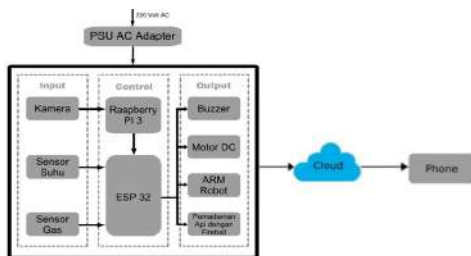 220 Volt AC
PSU AC Adapter
Input
Control
Output
Kamera
Raspberry
PI 3
Buzzer
Motor DC
Sensor
Suhu
ESP 32
ARM
Robot
Sensor
Gas
Pemadaman
Api dengan
Fireball
Cloud
Phone